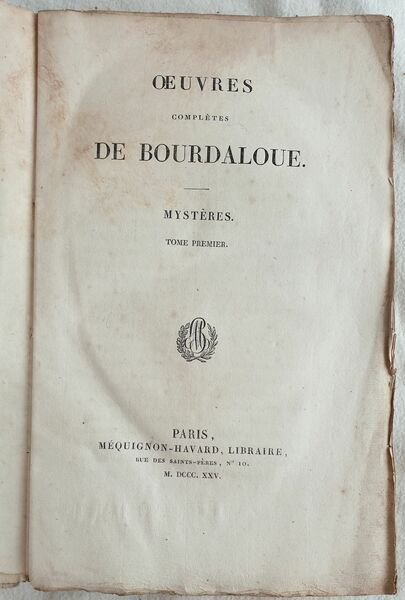 ŒUVRES
COMPLÈTES
DE BOURDALOUE.
MYSTÈRES.
TOME PREMIER.
PARIS,
MÉQUIGNON-HAVARD, LIBRAIRE,
RUE DES SAINTS-PÈRES, N° 10.
M. DCCC. XXV.